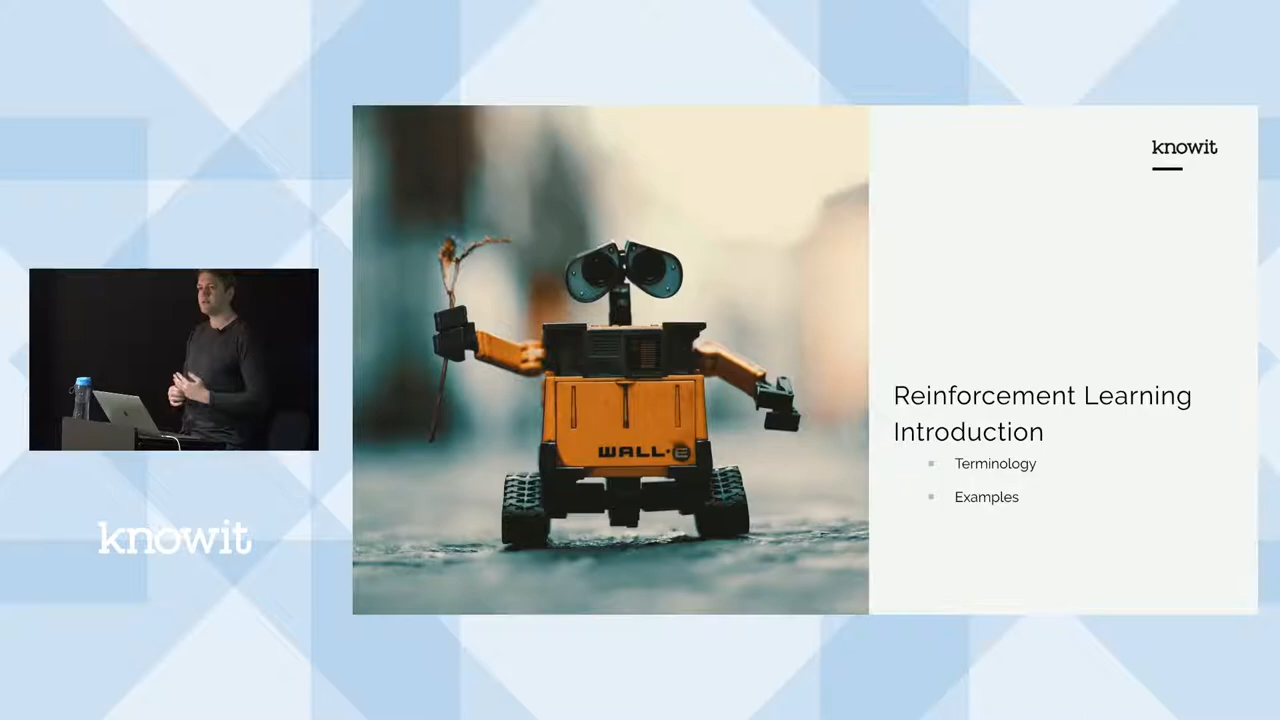 knowit
WALL•E
knowit
Reinforcement Learning
Introduction
Terminology
Examples